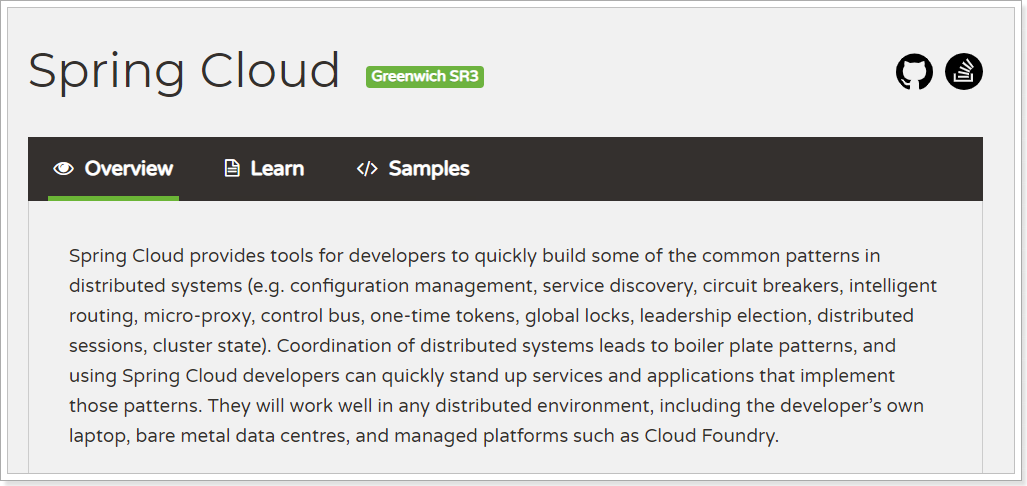 Spring Cloud Greenwich SR3
Overview Learn Samples
Spring Cloud provides tools for developers to quickly build some of the common patterns in
distributed systems (e.g. configuration management, service discovery, circuit breakers, intelligent
routing, micro-proxy, control bus, one-time tokens, global locks, leadership election, distributed
sessions, cluster state). Coordination of distributed systems leads to boiler plate patterns, and
using Spring Cloud developers can quickly stand up services and applications that implement
those patterns. They will work well in any distributed environment, including the developer’s own
laptop, bare metal data centres, and managed platforms such as Cloud Foundry.